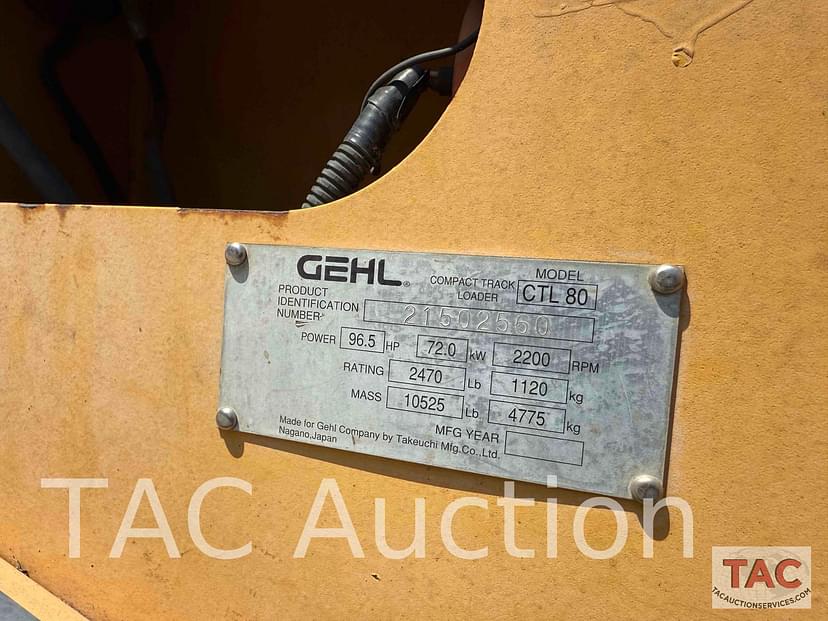 GEHL®
COMPACT TRACK LOADER
MODEL
CTL 80
PRODUCT IDENTIFICATION NUMBER:
21502560
POWER 96.5 HP 72.0 kW 2200 RPM
RATING 2470 Lb 1120 kg
MASS 10525 Lb 4775 kg
MFG YEAR
Made for Gehl Company by Takeuchi Mfg.Co.,Ltd.
Nagano,Japan
TAC Auction
TAC
TACAUCTIONSERVICES.COM